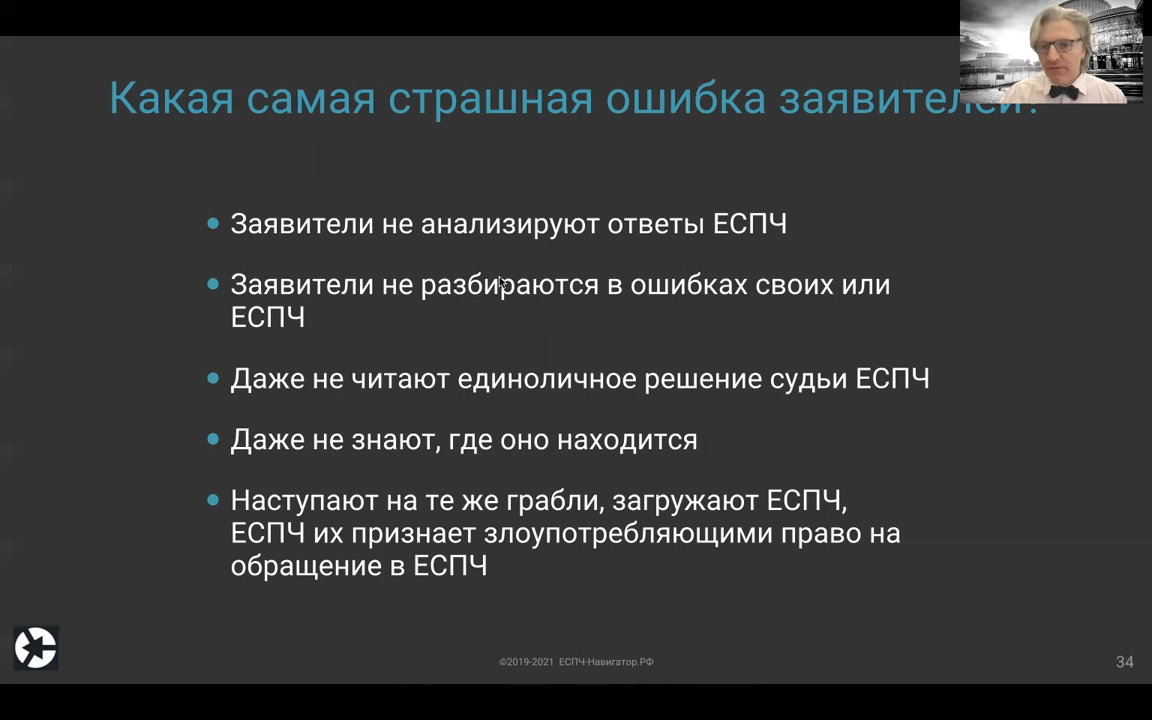 Какая самая страшная ошибка заявителей?
Заявители не анализируют ответы ЕСПЧ
Заявители не разбираются в ошибках своих или
ЕСПЧ
Даже не читают единоличное решение судьи ЕСПЧ
Даже не знают, где оно находится
Наступают на те же грабли, загружают ЕСПЧ,
ЕСПЧ их признает злоупотребляющими право на
обращение в ЕСПЧ
©2019-2021 ЕСПЧ-Навигатор.РФ
34